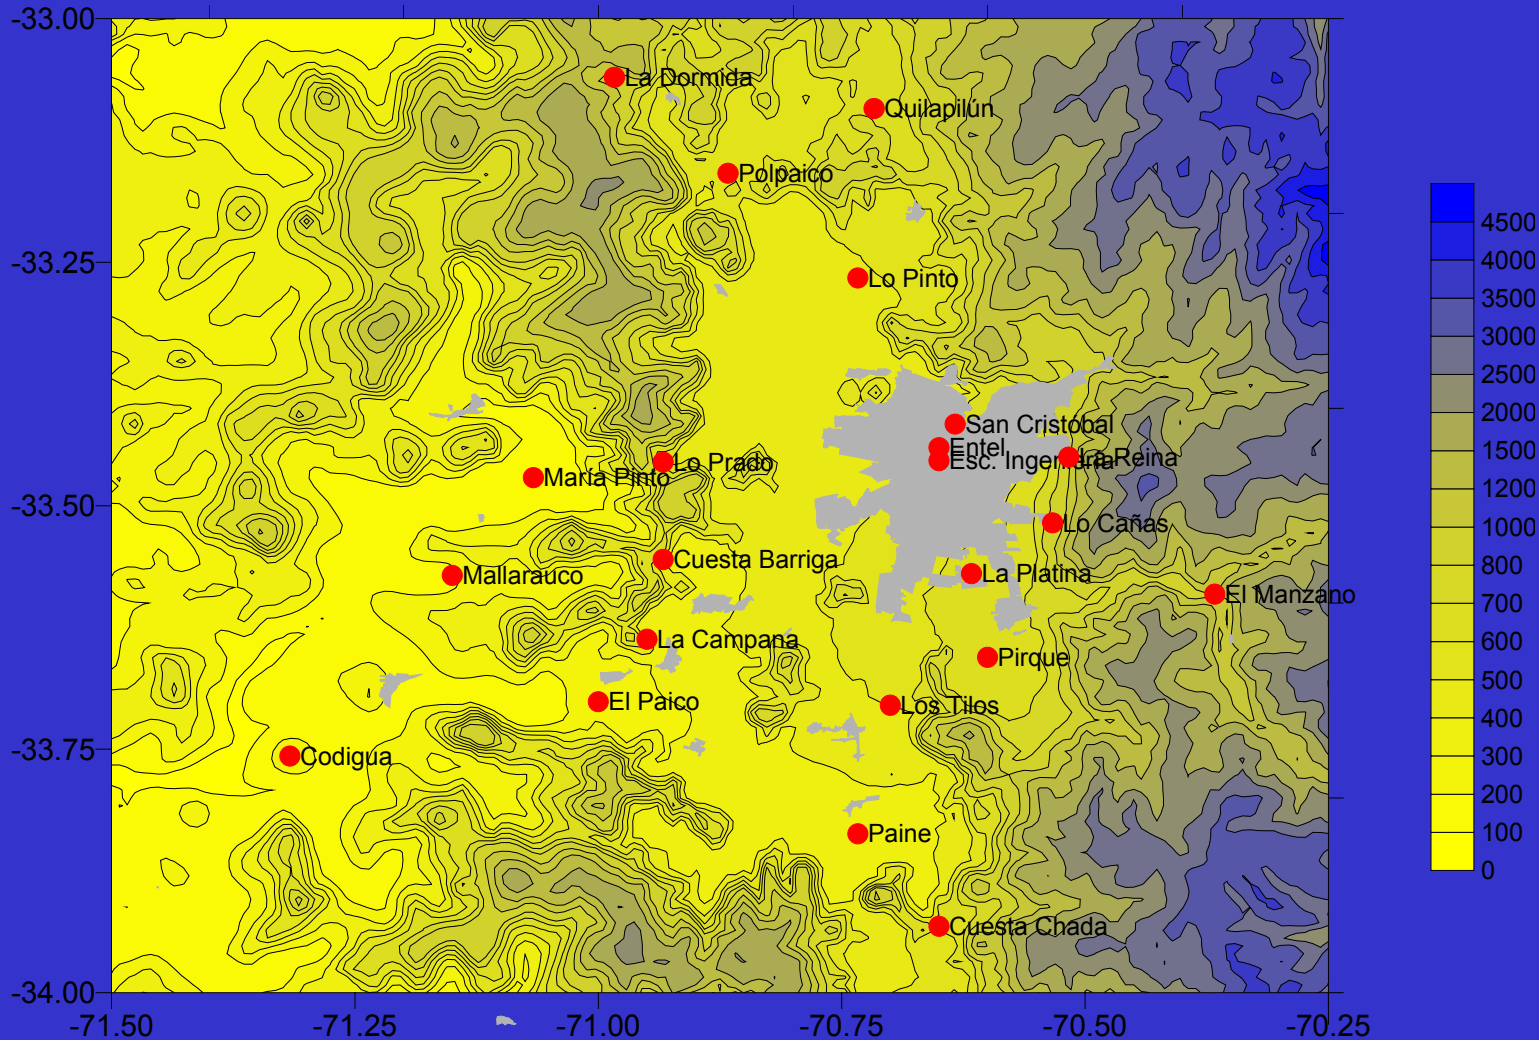 -33.00
La Dormida
Quilapilún
Polpaico
-33.25
Lo Pinto
San Cristóbal
Entel
Esc. Ingeniería
La Reina
Lo Prado
María Pinto
-33.50
Lo Cañas
Cuesta Barriga
La Platina
Mallarauco
El Manzano
La Campana
Pirque
El Paico
Los Tilos
-33.75
Codigua
Paine
Cuesta Chada
-34.00
-71.50 -71.25 -71.00 -70.75 -70.50 -70.25
4500
4000
3500
3000
2500
2000
1500
1200
1000
800
700
600
500
400
300
200
100
0